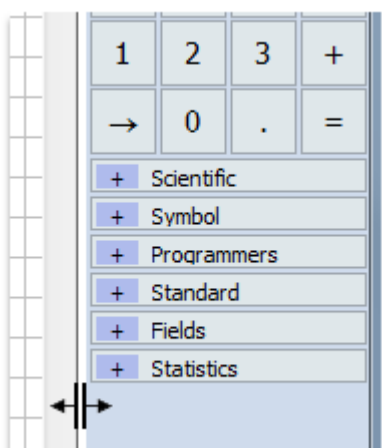 1 2 3 +
→ 0 . =
+ Scientific
+ Symbol
+ Programmers
+ Standard
+ Fields
+ Statistics